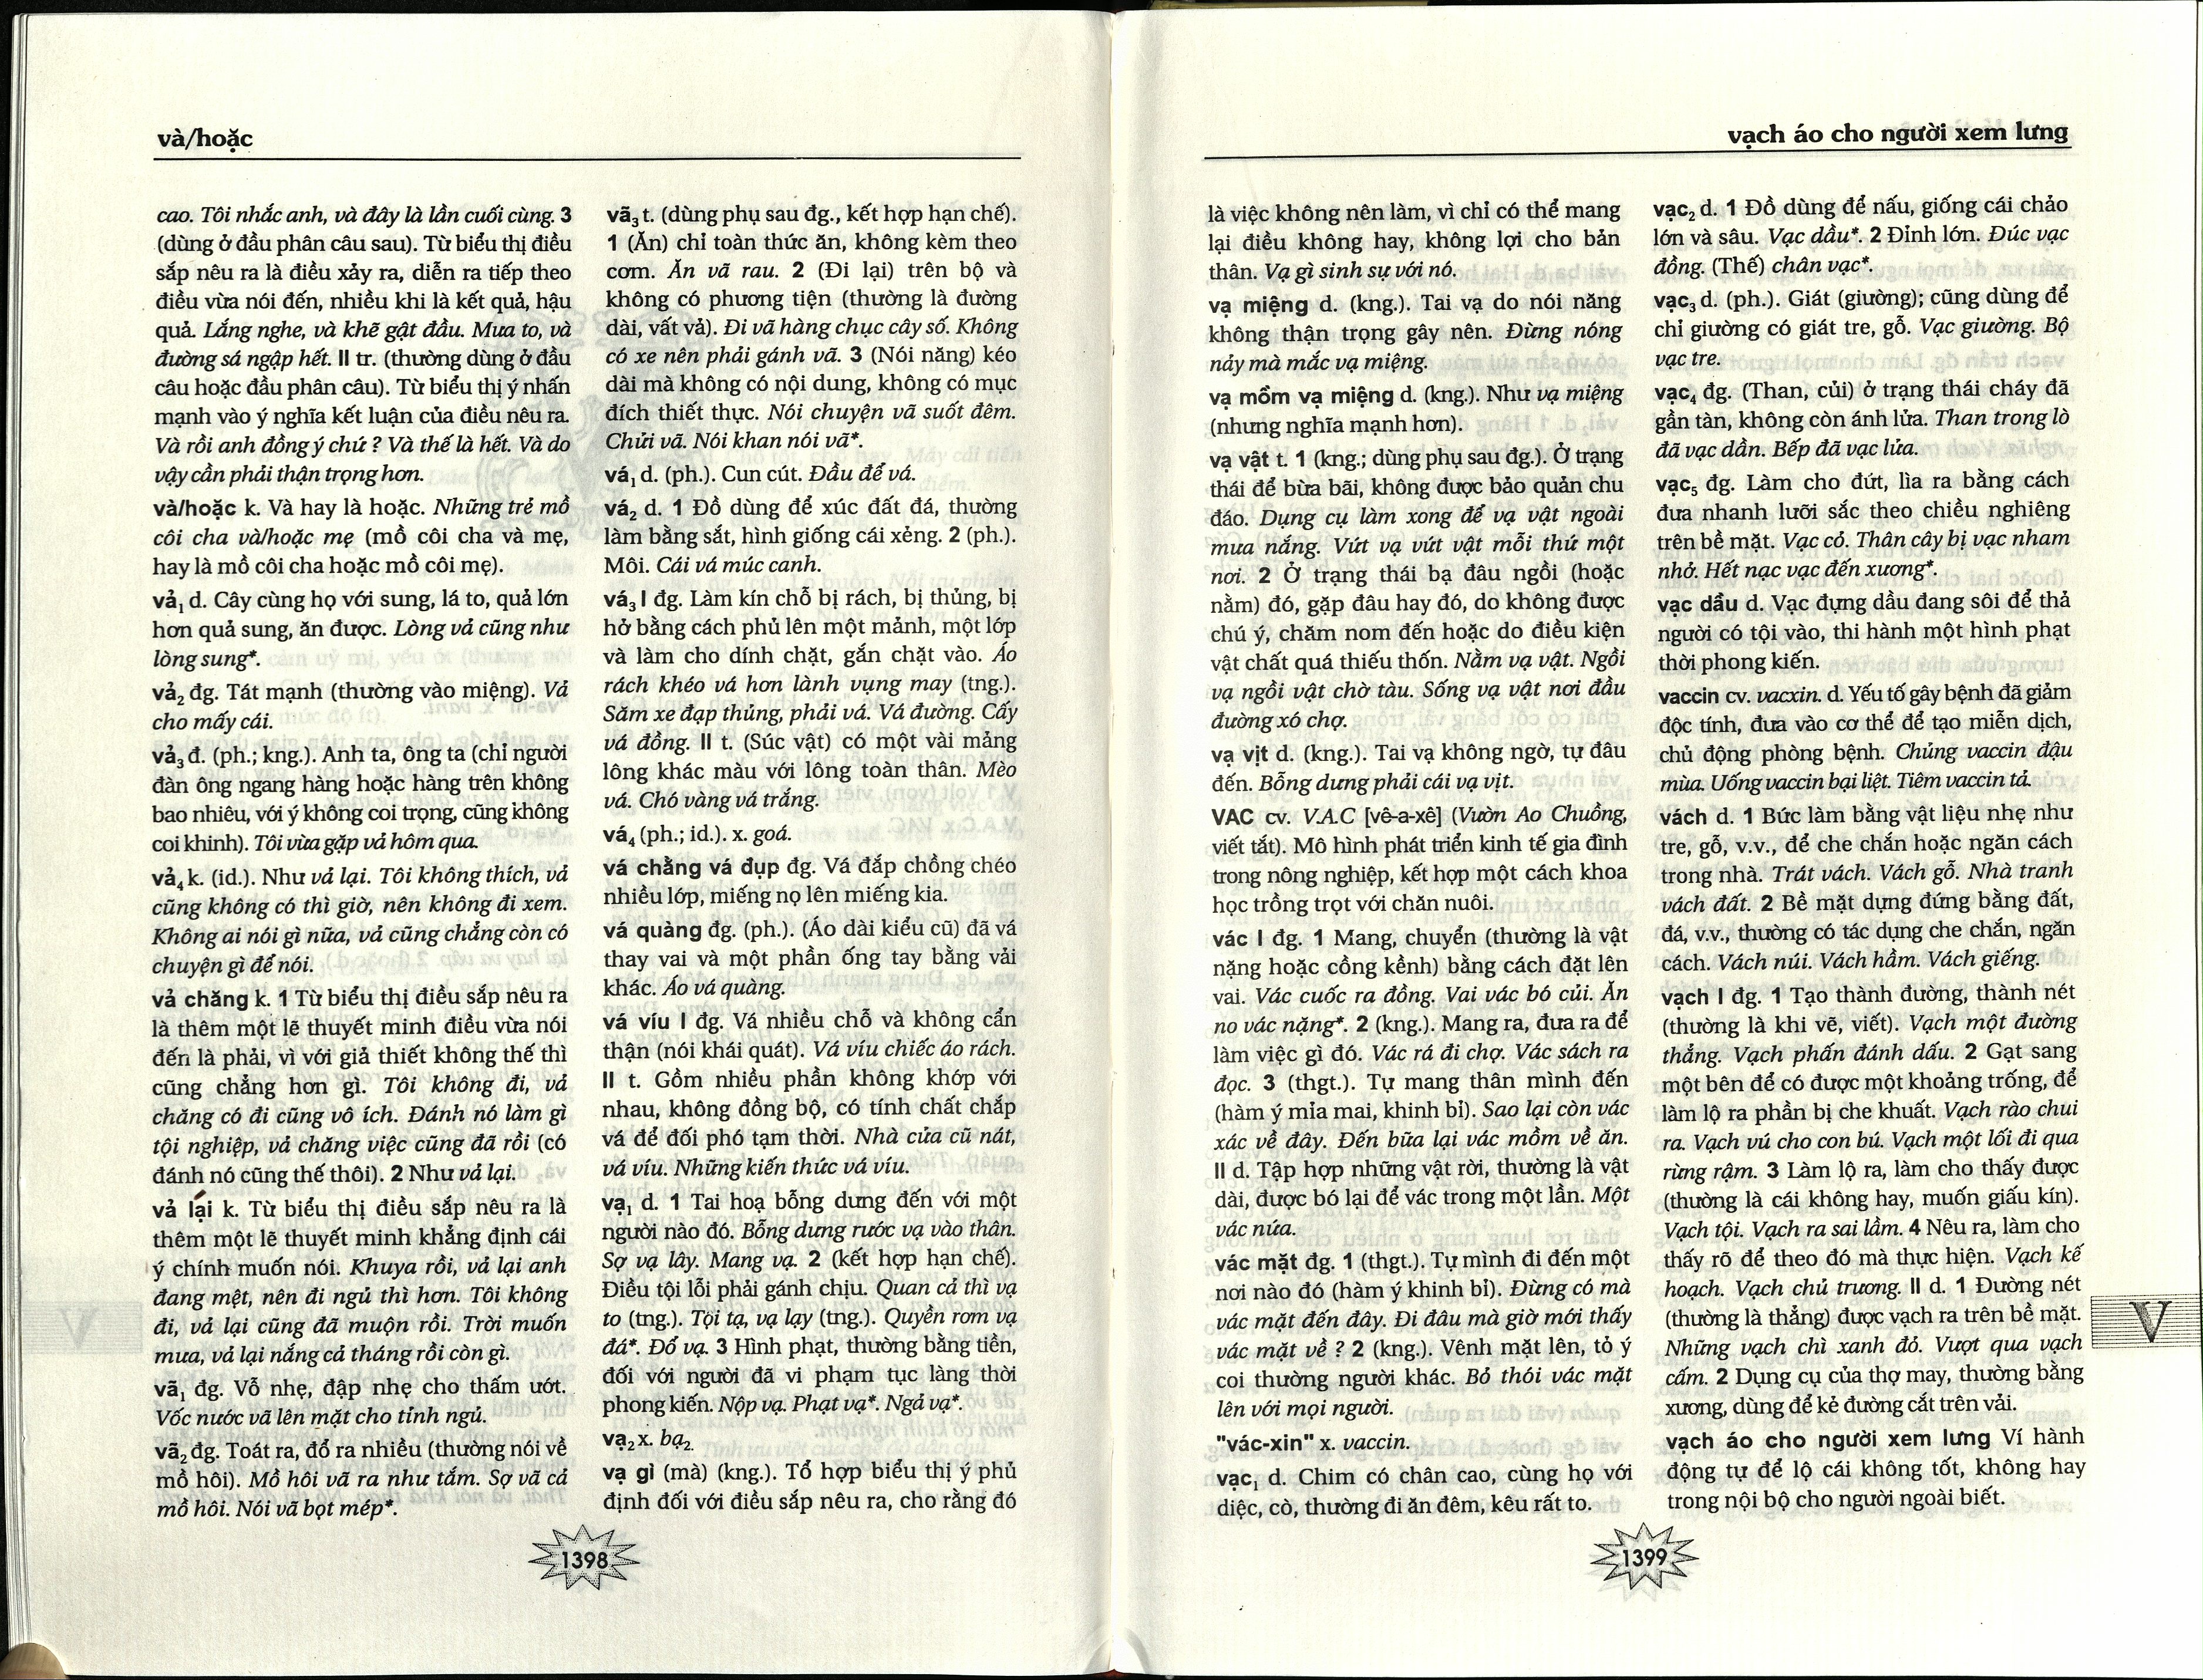 và/hoặc
cao. Tôi nhắc anh, và đây là lần cuối cùng. 3
(dùng ở đầu phân câu sau). Từ biểu thị điều
sắp nêu ra là điều xảy ra, diễn ra tiếp theo
điều vừa nói đến, nhiều khi là kết quả, hậu
quả. Lắng nghe, và khẽ gật đầu. Mưa to, và
đường sá ngập hết. II tr. (thường dùng ở đầu
câu hoặc đầu phân câu). Từ biểu thị ý nhấn
mạnh vào ý nghĩa kết luận của điều nêu ra.
Và rồi anh đồng ý chứ ? Và thế là hết. Và do
vậy cần phải thận trọng hơn.
và/hoặc k. Và hay là hoặc. Những trẻ mồ
côi cha và/hoặc mẹ (mồ côi cha và mẹ,
hay là mồ côi cha hoặc mồ côi mẹ).
vả₁ d. Cây cùng họ với sung, lá to, quả lớn
hơn quả sung, ăn được. Lòng vả cũng như
lòng sung*.
vả₂ đg. Tát mạnh (thường vào miệng). Vả
cho mấy cái.
vả₃ đ. (ph.; kng.). Anh ta, ông ta (chỉ người
đàn ông ngang hàng hoặc hàng trên không
bao nhiêu, với ý không coi trọng, cũng không
coi khinh). Tôi vừa gặp vả hôm qua.
vả₄ k. (id.). Như vả lại. Tôi không thích, vả
cũng không có thì giờ, nên không đi xem.
Không ai nói gì nữa, vả cũng chẳng còn có
chuyện gì để nói.
vả chăng k. 1 Từ biểu thị điều sắp nêu ra
là thêm một lẽ thuyết minh điều vừa nói
đến là phải, vì với giả thiết không thế thì
cũng chẳng hơn gì. Tôi không đi, vả
chăng có đi cũng vô ích. Đánh nó làm gì
tội nghiệp, vả chăng việc cũng đã rồi (có
đánh nó cũng thế thôi). 2 Như vả lại.
vả lại k. Từ biểu thị điều sắp nêu ra là
thêm một lẽ thuyết minh khẳng định cái
ý chính muốn nói. Khuya rồi, vả lại anh
đang mệt, nên đi ngủ thì hơn. Tôi không
đi, vả lại cũng đã muộn rồi. Trời muốn
mưa, vả lại nắng cả tháng rồi còn gì.
vã₁ đg. Vỗ nhẹ, đập nhẹ cho thấm ướt.
Vốc nước vã lên mặt cho tỉnh ngủ.
vã₂ đg. Toát ra, đổ ra nhiều (thường nói về
mồ hôi). Mồ hôi vã ra như tắm. Sợ vã cả
mồ hôi. Nói vã bọt mép*.
vã₃ t. (dùng phụ sau đg., kết hợp hạn chế).
1 (Ăn) chỉ toàn thức ăn, không kèm theo
cơm. Ăn vã rau. 2 (Đi lại) trên bộ và
không có phương tiện (thường là đường
dài, vất vả). Đi vã hàng chục cây số. Không
có xe nên phải gánh vã. 3 (Nói năng) kéo
dài mà không có nội dung, không có mục
đích thiết thực. Nói chuyện vã suốt đêm.
Chửi vã. Nói khan nói vã*.
vá₁ d. (ph.). Cun cút. Đầu để vá.
vá₂ d. 1 Đồ dùng để xúc đất đá, thường
làm bằng sắt, hình giống cái xẻng. 2 (ph.).
Môi. Cái vá múc canh.
vá₃ I đg. Làm kín chỗ bị rách, bị thủng, bị
hở bằng cách phủ lên một mảnh, một lớp
và làm cho dính chặt, gắn chặt vào. Áo
rách khéo vá hơn lành vụng may (tng.).
Săm xe đạp thủng, phải vá. Vá đường. Cấy
vá đồng. II t. (Súc vật) có một vài mảng
lông khác màu với lông toàn thân. Mèo
vá. Chó vàng vá trắng.
vá₄ (ph.; id.). x. goá.
vá chằng vá đụp đg. Vá đắp chồng chéo
nhiều lớp, miếng nọ lên miếng kia.
vá quàng đg. (ph.). (Áo dài kiểu cũ) đã vá
thay vai và một phần ống tay bằng vải
khác. Áo vá quàng.
vá víu I đg. Vá nhiều chỗ và không cẩn
thận (nói khái quát). Vá víu chiếc áo rách.
II t. Gồm nhiều phần không khớp với
nhau, không đồng bộ, có tính chất chắp
vá để đối phó tạm thời. Nhà cửa cũ nát,
vá víu. Những kiến thức vá víu.
vạ₁ d. 1 Tai hoạ bỗng dưng đến với một
người nào đó. Bỗng dưng rước vạ vào thân.
Sợ vạ lây. Mang vạ. 2 (kết hợp hạn chế).
Điều tội lỗi phải gánh chịu. Quan cả thì vạ
to (tng.). Tội tạ, vạ lạy (tng.). Quyền rơm vạ
đá*. Đổ vạ. 3 Hình phạt, thường bằng tiền,
đối với người đã vi phạm tục làng thời
phong kiến. Nộp vạ. Phạt vạ*. Ngả vạ*.
vạ₂ x. bạ₂.
vạ gì (mà) (kng.). Tổ hợp biểu thị ý phủ
định đối với điều sắp nêu ra, cho rằng đó
1398
vạch áo cho người xem lưng
là việc không nên làm, vì chỉ có thể mang
lại điều không hay, không lợi cho bản
thân. Vạ gì sinh sự với nó.
vạ miệng d. (kng.). Tai vạ do nói năng
không thận trọng gây nên. Đừng nóng
nảy mà mắc vạ miệng.
vạ mồm vạ miệng d. (kng.). Như vạ miệng
(nhưng nghĩa mạnh hơn).
vạ vật t. 1 (kng.; dùng phụ sau đg.). Ở trạng
thái để bừa bãi, không được bảo quản chu
đáo. Dụng cụ làm xong để vạ vật ngoài
mưa nắng. Vứt vạ vứt vật mỗi thứ một
nơi. 2 Ở trạng thái bạ đâu ngồi (hoặc
nằm) đó, gặp đâu hay đó, do không được
chú ý, chăm nom đến hoặc do điều kiện
vật chất quá thiếu thốn. Nằm vạ vật. Ngồi
vạ ngồi vật chờ tàu. Sống vạ vật nơi đầu
đường xó chợ.
vạ vịt d. (kng.). Tai vạ không ngờ, tự đâu
đến. Bỗng dưng phải cái vạ vịt.
VAC cv. V.A.C [vê-a-xê] (Vườn Ao Chuồng,
viết tắt). Mô hình phát triển kinh tế gia đình
trong nông nghiệp, kết hợp một cách khoa
học trồng trọt với chăn nuôi.
vác I đg. 1 Mang, chuyển (thường là vật
nặng hoặc cồng kềnh) bằng cách đặt lên
vai. Vác cuốc ra đồng. Vai vác bó củi. Ăn
no vác nặng*. 2 (kng.). Mang ra, đưa ra để
làm việc gì đó. Vác rá đi chợ. Vác sách ra
đọc. 3 (thgt.). Tự mang thân mình đến
(hàm ý mỉa mai, khinh bỉ). Sao lại còn vác
xác về đây. Đến bữa lại vác mồm về ăn.
II d. Tập hợp những vật rời, thường là vật
dài, được bó lại để vác trong một lần. Một
vác nứa.
vác mặt đg. 1 (thgt.). Tự mình đi đến một
nơi nào đó (hàm ý khinh bỉ). Đừng có mà
vác mặt đến đây. Đi đâu mà giờ mới thấy
vác mặt về ? 2 (kng.). Vênh mặt lên, tỏ ý
coi thường người khác. Bỏ thói vác mặt
lên với mọi người.
"vác-xin" x. vaccin.
vạc₁ d. Chim có chân cao, cùng họ với
diệc, cò, thường đi ăn đêm, kêu rất to.
vạc₂ d. 1 Đồ dùng để nấu, giống cái chảo
lớn và sâu. Vạc dầu*. 2 Đỉnh lớn. Đúc vạc
đồng. (Thế) chân vạc*.
vạc₃ d. (ph.). Giát (giường); cũng dùng để
chỉ giường có giát tre, gỗ. Vạc giường. Bộ
vạc tre.
vạc₄ đg. (Than, củi) ở trạng thái cháy đã
gần tàn, không còn ánh lửa. Than trong lò
đã vạc dần. Bếp đã vạc lửa.
vạc₅ đg. Làm cho đứt, lìa ra bằng cách
đưa nhanh lưỡi sắc theo chiều nghiêng
trên bề mặt. Vạc cỏ. Thân cây bị vạc nham
nhở. Hết nạc vạc đến xương*.
vạc dầu d. Vạc đựng dầu đang sôi để thả
người có tội vào, thi hành một hình phạt
thời phong kiến.
vaccin cv. vacxin. d. Yếu tố gây bệnh đã giảm
độc tính, đưa vào cơ thể để tạo miễn dịch,
chủ động phòng bệnh. Chủng vaccin đậu
mùa. Uống vaccin bại liệt. Tiêm vaccin tả.
vách d. 1 Bức làm bằng vật liệu nhẹ như
tre, gỗ, v.v., để che chắn hoặc ngăn cách
trong nhà. Trát vách. Vách gỗ. Nhà tranh
vách đất. 2 Bề mặt dựng đứng bằng đất,
đá, v.v., thường có tác dụng che chắn, ngăn
cách. Vách núi. Vách hầm. Vách giếng.
vạch I đg. 1 Tạo thành đường, thành nét
(thường là khi vẽ, viết). Vạch một đường
thẳng. Vạch phấn đánh dấu. 2 Gạt sang
một bên để có được một khoảng trống, để
làm lộ ra phần bị che khuất. Vạch rào chui
ra. Vạch vú cho con bú. Vạch một lối đi qua
rừng rậm. 3 Làm lộ ra, làm cho thấy được
(thường là cái không hay, muốn giấu kín).
Vạch tội. Vạch ra sai lầm. 4 Nêu ra, làm cho
thấy rõ để theo đó mà thực hiện. Vạch kế
hoạch. Vạch chủ trương. II d. 1 Đường nét
(thường là thẳng) được vạch ra trên bề mặt.
Những vạch chì xanh đỏ. Vượt qua vạch
cấm. 2 Dụng cụ của thợ may, thường bằng
xương, dùng để kẻ đường cắt trên vải.
vạch áo cho người xem lưng Ví hành
động tự để lộ cái không tốt, không hay
trong nội bộ cho người ngoài biết.
V
1399